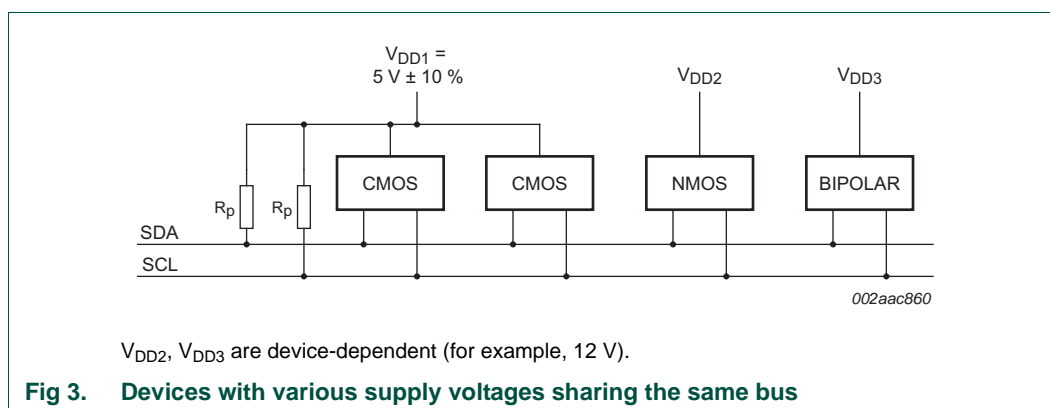 VDD1 =
5 V ± 10 %
VDD2
VDD3
CMOS
CMOS
NMOS
BIPOLAR
Rp
Rp
SDA
SCL
002aac860
VDD2, VDD3 are device-dependent (for example, 12 V).
Fig 3. Devices with various supply voltages sharing the same bus